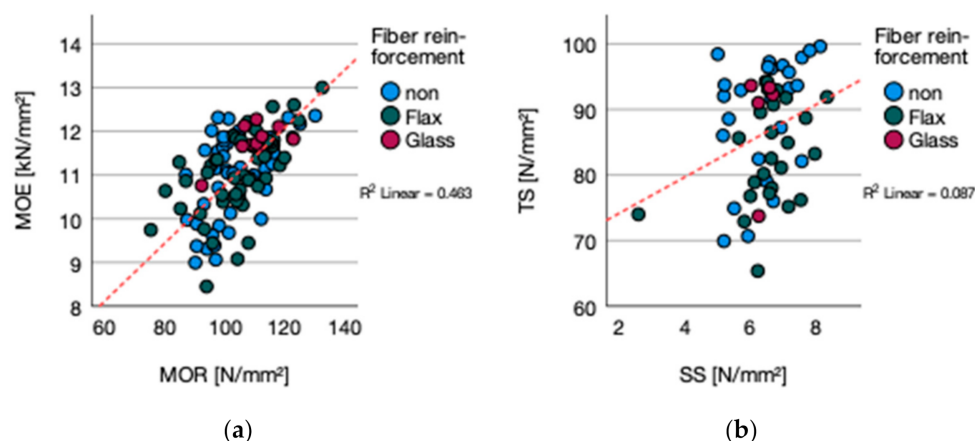 14
13
12
11
10
9
8
MOE [kN/mm²]
60 80 100 120 140
MOR [N/mm²]
Fiber rein-
forcement
non
Flax
Glass
R² Linear = 0.463
(a)
100
90
80
70
60
TS [N/mm²]
2 4 6 8
SS [N/mm²]
Fiber rein-
forcement
non
Flax
Glass
R² Linear = 0.087
(b)